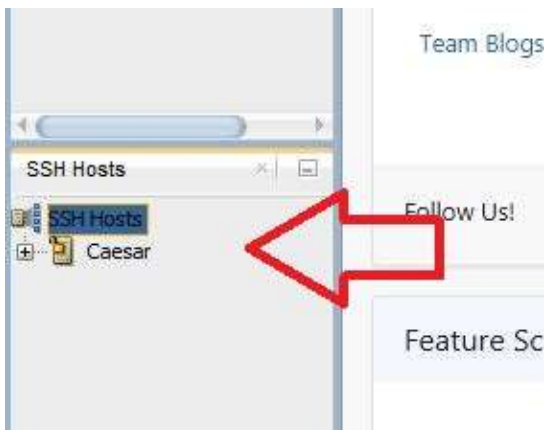 Team Blogs
SSH Hosts
SSH Hosts
Caesar
Follow Us!
Feature Sc